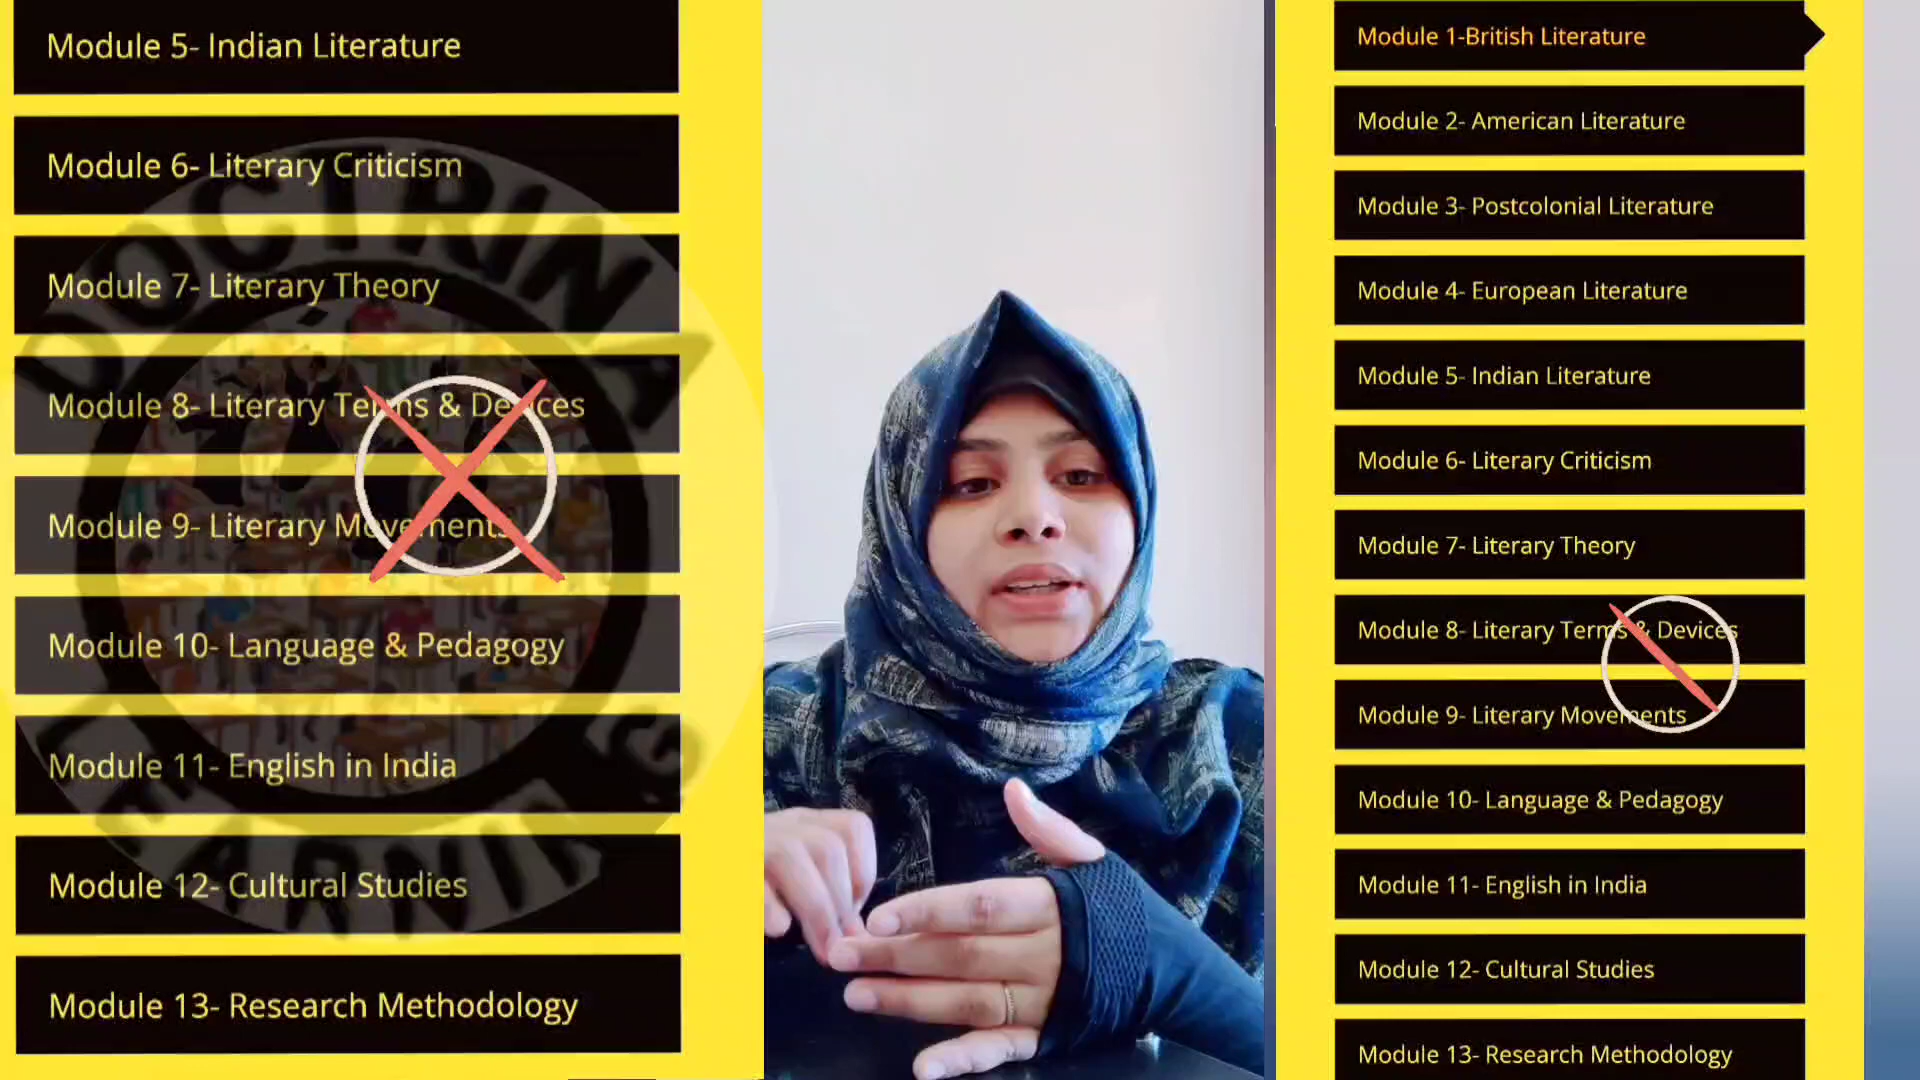 Module 5- Indian Literature
Module 6- Literary Criticism
Module 7- Literary Theory
Module 8- Literary Terms & Devices
Module 9- Literary Movements
Module 10- Language & Pedagogy
Module 11- English in India
Module 12- Cultural Studies
Module 13- Research Methodology
DOCTRINA
Module 1-British Literature
Module 2- American Literature
Module 3- Postcolonial Literature
Module 4- European Literature
Module 5- Indian Literature
Module 6- Literary Criticism
Module 7- Literary Theory
Module 8- Literary Terms & Devices
Module 9- Literary Movements
Module 10- Language & Pedagogy
Module 11- English in India
Module 12- Cultural Studies
Module 13- Research Methodology